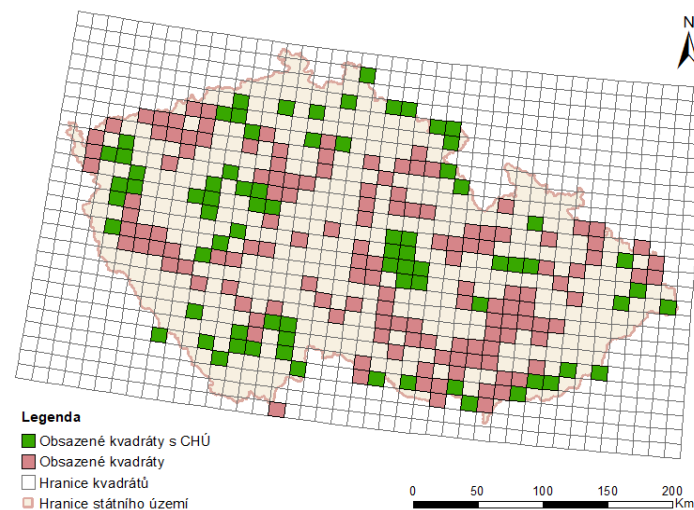 N
Legenda
Obsazené kvadráty s CHÚ
Obsazené kvadráty
Hranice kvadrátů
Hranice státního území
0 50 100 150 200
Km